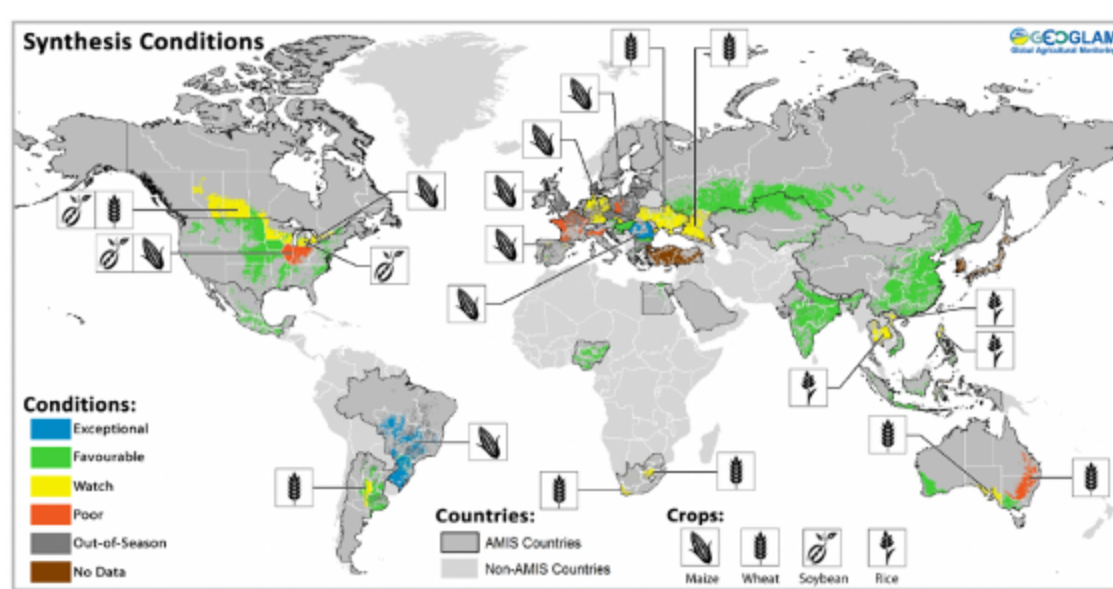 Synthesis Conditions
GEOGLAM
Global Agricultural Monitoring
Conditions:
Exceptional
Favourable
Watch
Poor
Out-of-Season
No Data
Countries:
AMIS Countries
Non-AMIS Countries
Crops:
Maize
Wheat
Soybean
Rice